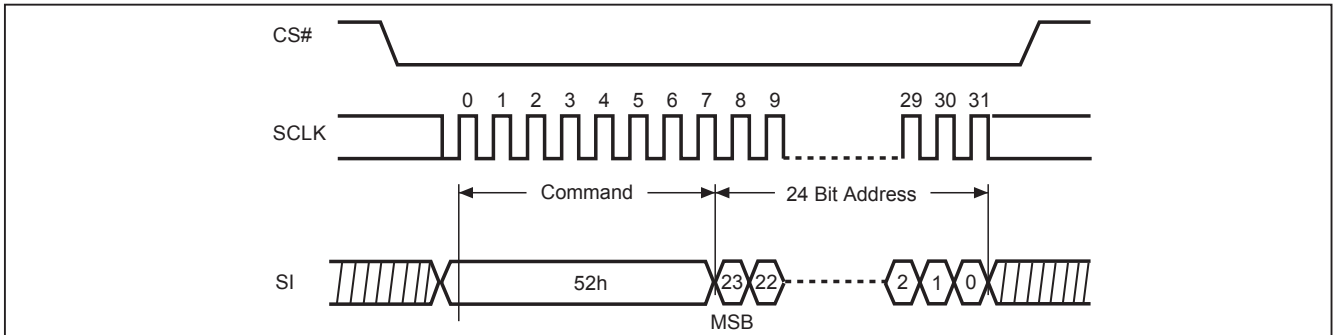 CS#
0 1 2 3 4 5 6 7 8 9 29 30 31
SCLK
Command 24 Bit Address
SI 52h 23 22 2 1 0
MSB